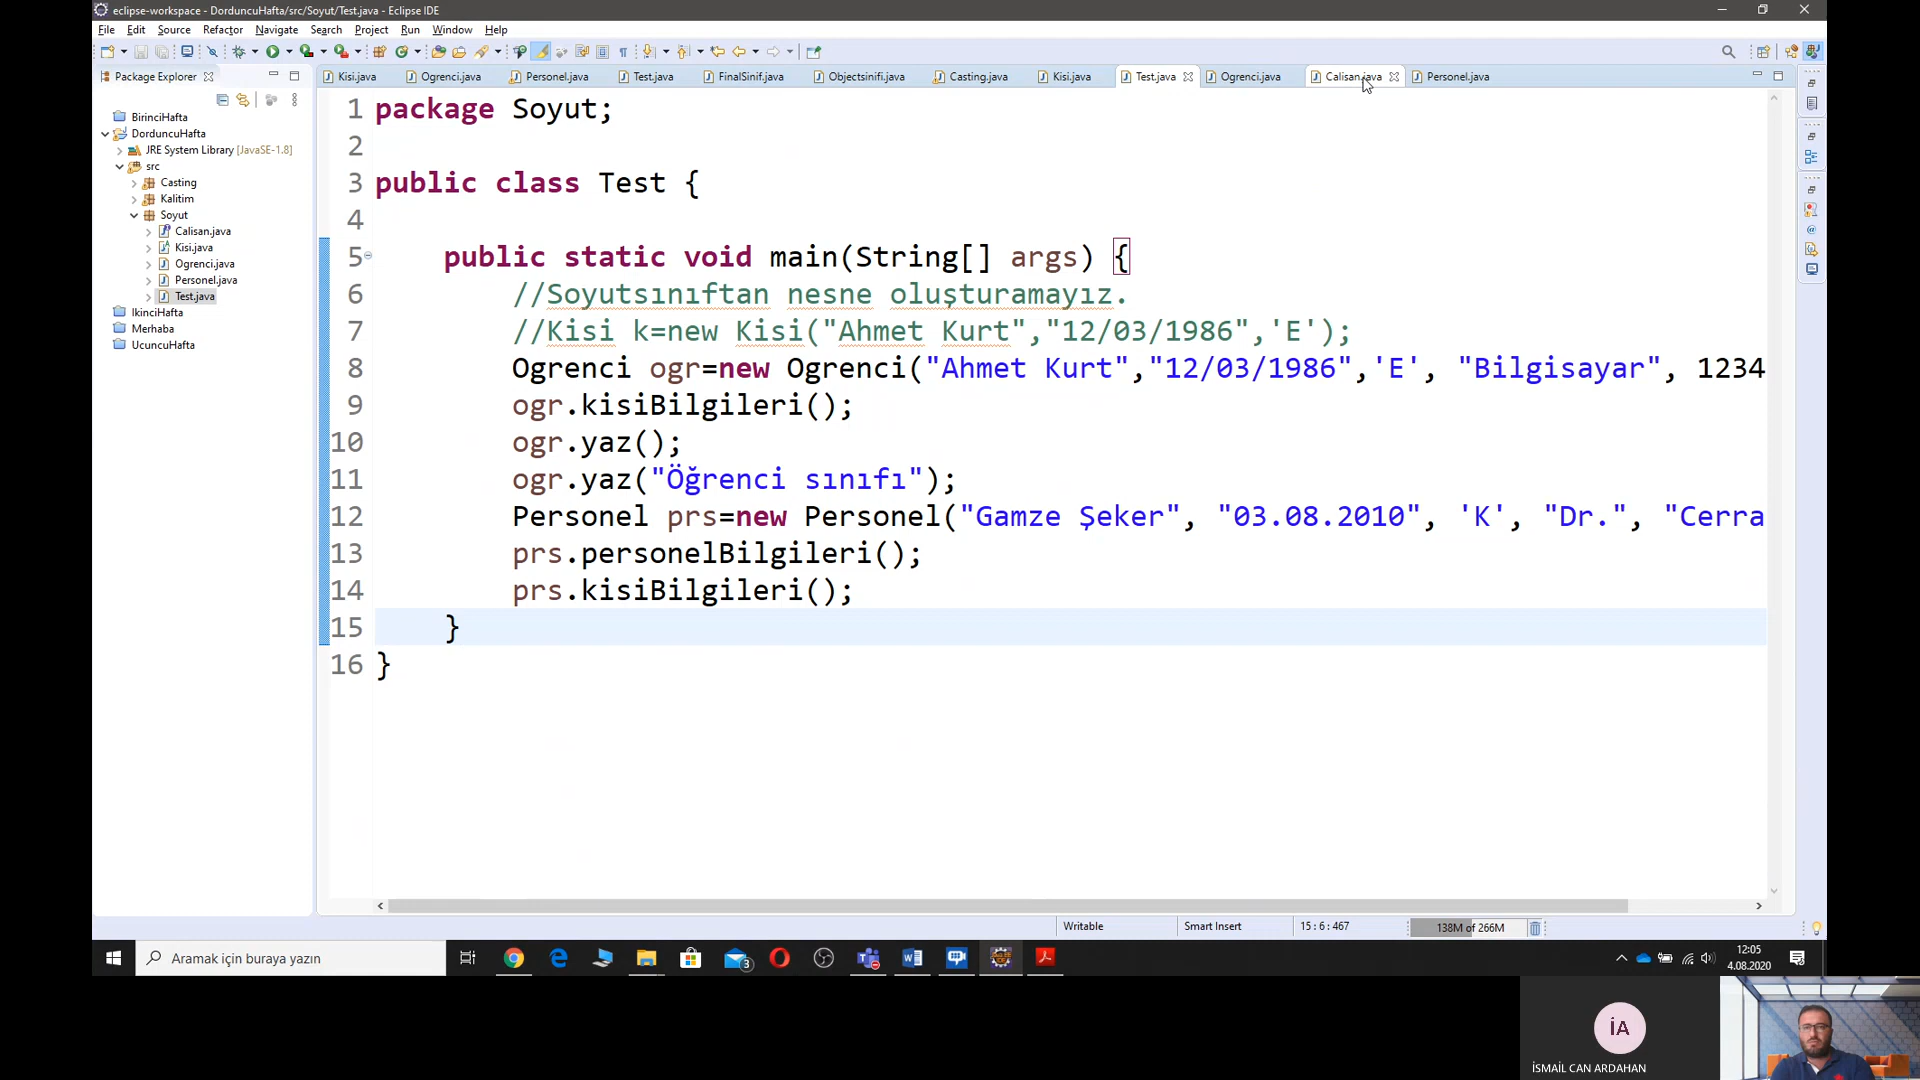 eclipse-workspace - DorduncuHafta/src/Soyut/Test.java - Eclipse IDE
File Edit Source Refactor Navigate Search Project Run Window Help
Package Explorer
Kisi.java Ogrenci.java Personel.java Test.java FinalSinif.java Objectsinifi.java Casting.java Kisi.java Test.java Ogrenci.java Calisan.java Personel.java
BirinciHafta
DorduncuHafta
JRE System Library [JavaSE-1.8]
src
Casting
Kalitim
Soyut
Calisan.java
Kisi.java
Ogrenci.java
Personel.java
Test.java
IkinciHafta
Merhaba
UcuncuHafta
1 package Soyut;
2
3 public class Test {
4
5 public static void main(String[] args) {
6 //Soyutsınıftan nesne oluşturamayız.
7 //Kisi k=new Kisi("Ahmet Kurt","12/03/1986",'E');
8 Ogrenci ogr=new Ogrenci("Ahmet Kurt","12/03/1986",'E', "Bilgisayar", 1234
9 ogr.kisiBilgileri();
10 ogr.yaz();
11 ogr.yaz("Öğrenci sınıfı");
12 Personel prs=new Personel("Gamze Şeker", "03.08.2010", 'K', "Dr.", "Cerra
13 prs.personelBilgileri();
14 prs.kisiBilgileri();
15 }
16 }
Writable Smart Insert 15 : 6 : 467 138M of 266M
Aramak için buraya yazın
3
12:05
4.08.2020
İA
İSMAİL CAN ARDAHAN